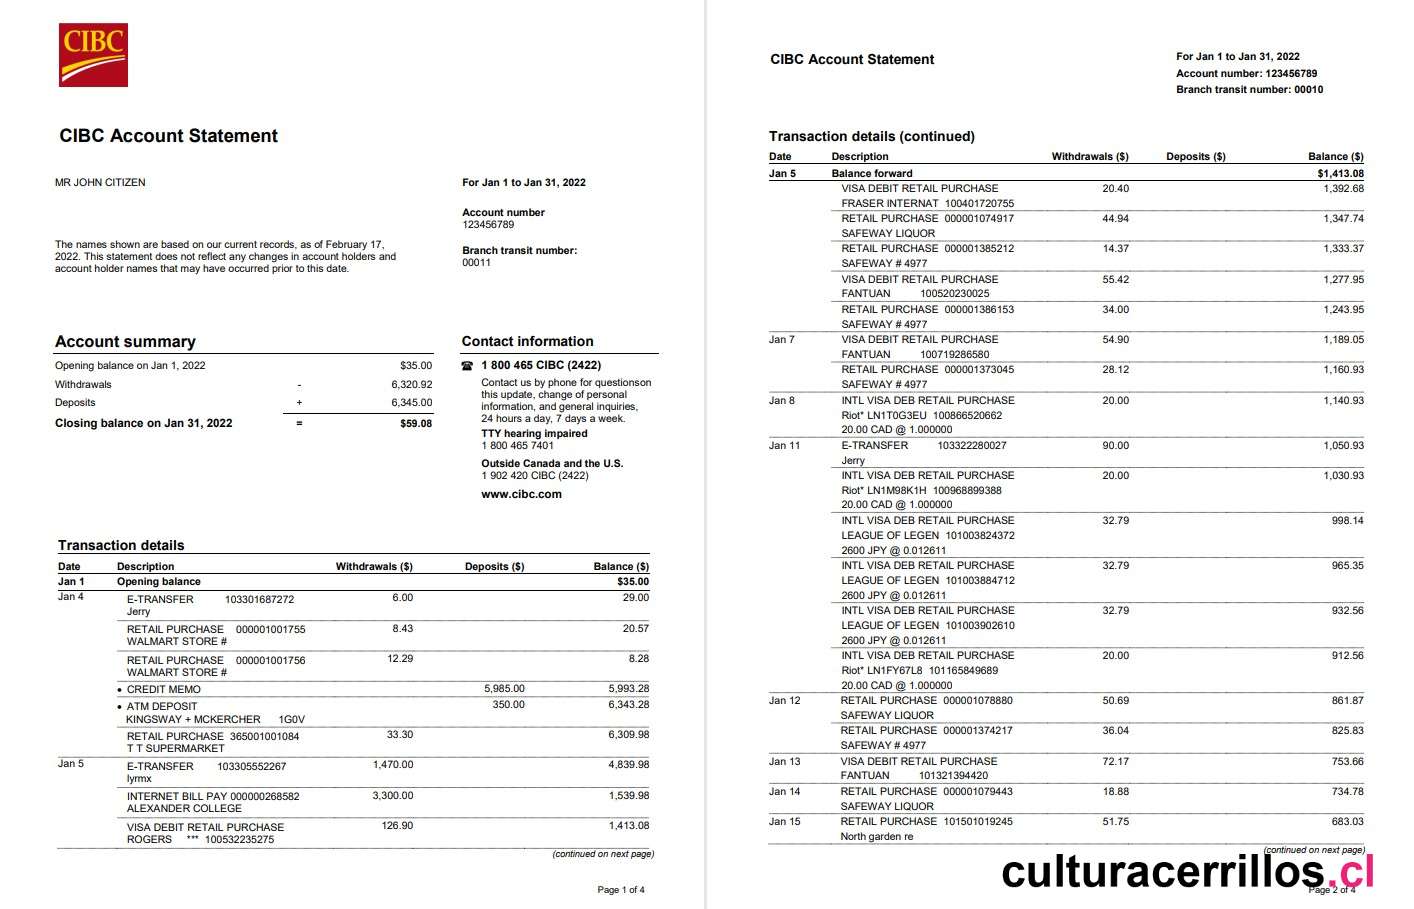 CIBC
CIBC Account Statement
MR JOHN CITIZEN
For Jan 1 to Jan 31, 2022
Account number
123456789
The names shown are based on our current records, as of February 17,
2022. This statement does not reflect any changes in account holders and
account holder names that may have occurred prior to this date.
Branch transit number:
00011
Account summary
Opening balance on Jan 1, 2022 $35.00
Withdrawals - 6,320.92
Deposits + 6,345.00
Closing balance on Jan 31, 2022 = $59.08
Contact information
☎ 1 800 465 CIBC (2422)
Contact us by phone for questionson
this update, change of personal
information, and general inquiries,
24 hours a day, 7 days a week.
TTY hearing impaired
1 800 465 7401
Outside Canada and the U.S.
1 902 420 CIBC (2422)
www.cibc.com
Transaction details
Date Description Withdrawals ($) Deposits ($) Balance ($)
Jan 1 Opening balance $35.00
Jan 4 E-TRANSFER 103301687272 6.00 29.00
Jerry
RETAIL PURCHASE 000001001755 8.43 20.57
WALMART STORE #
RETAIL PURCHASE 000001001756 12.29 8.28
WALMART STORE #
• CREDIT MEMO 5,985.00 5,993.28
• ATM DEPOSIT 350.00 6,343.28
KINGSWAY + MCKERCHER 1G0V
RETAIL PURCHASE 365001001084 33.30 6,309.98
T T SUPERMARKET
Jan 5 E-TRANSFER 103305552267 1,470.00 4,839.98
lyrmx
INTERNET BILL PAY 000000268582 3,300.00 1,539.98
ALEXANDER COLLEGE
VISA DEBIT RETAIL PURCHASE 126.90 1,413.08
ROGERS *** 100532235275
(continued on next page)
Page 1 of 4
CIBC Account Statement
For Jan 1 to Jan 31, 2022
Account number: 123456789
Branch transit number: 00010
Transaction details (continued)
Date Description Withdrawals ($) Deposits ($) Balance ($)
Jan 5 Balance forward $1,413.08
VISA DEBIT RETAIL PURCHASE 20.40 1,392.68
FRASER INTERNAT 100401720755
RETAIL PURCHASE 000001074917 44.94 1,347.74
SAFEWAY LIQUOR
RETAIL PURCHASE 000001385212 14.37 1,333.37
SAFEWAY # 4977
VISA DEBIT RETAIL PURCHASE 55.42 1,277.95
FANTUAN 100520230025
RETAIL PURCHASE 000001386153 34.00 1,243.95
SAFEWAY # 4977
Jan 7 VISA DEBIT RETAIL PURCHASE 54.90 1,189.05
FANTUAN 100719286580
RETAIL PURCHASE 000001373045 28.12 1,160.93
SAFEWAY # 4977
Jan 8 INTL VISA DEB RETAIL PURCHASE 20.00 1,140.93
Riot* LN1T0G3EU 100866520662
20.00 CAD @ 1.000000
Jan 11 E-TRANSFER 103322280027 90.00 1,050.93
Jerry
INTL VISA DEB RETAIL PURCHASE 20.00 1,030.93
Riot* LN1M98K1H 100968899388
20.00 CAD @ 1.000000
INTL VISA DEB RETAIL PURCHASE 32.79 998.14
LEAGUE OF LEGEN 101003824372
2600 JPY @ 0.012611
INTL VISA DEB RETAIL PURCHASE 32.79 965.35
LEAGUE OF LEGEN 101003884712
2600 JPY @ 0.012611
INTL VISA DEB RETAIL PURCHASE 32.79 932.56
LEAGUE OF LEGEN 101003902610
2600 JPY @ 0.012611
INTL VISA DEB RETAIL PURCHASE 20.00 912.56
Riot* LN1FY67L8 101165849689
20.00 CAD @ 1.000000
Jan 12 RETAIL PURCHASE 000001078880 50.69 861.87
SAFEWAY LIQUOR
RETAIL PURCHASE 000001374217 36.04 825.83
SAFEWAY # 4977
Jan 13 VISA DEBIT RETAIL PURCHASE 72.17 753.66
FANTUAN 101321394420
Jan 14 RETAIL PURCHASE 000001079443 18.88 734.78
SAFEWAY LIQUOR
Jan 15 RETAIL PURCHASE 101501019245 51.75 683.03
North garden re
(continued on next page)
culturacerrillos.cl
Page 2 of 4